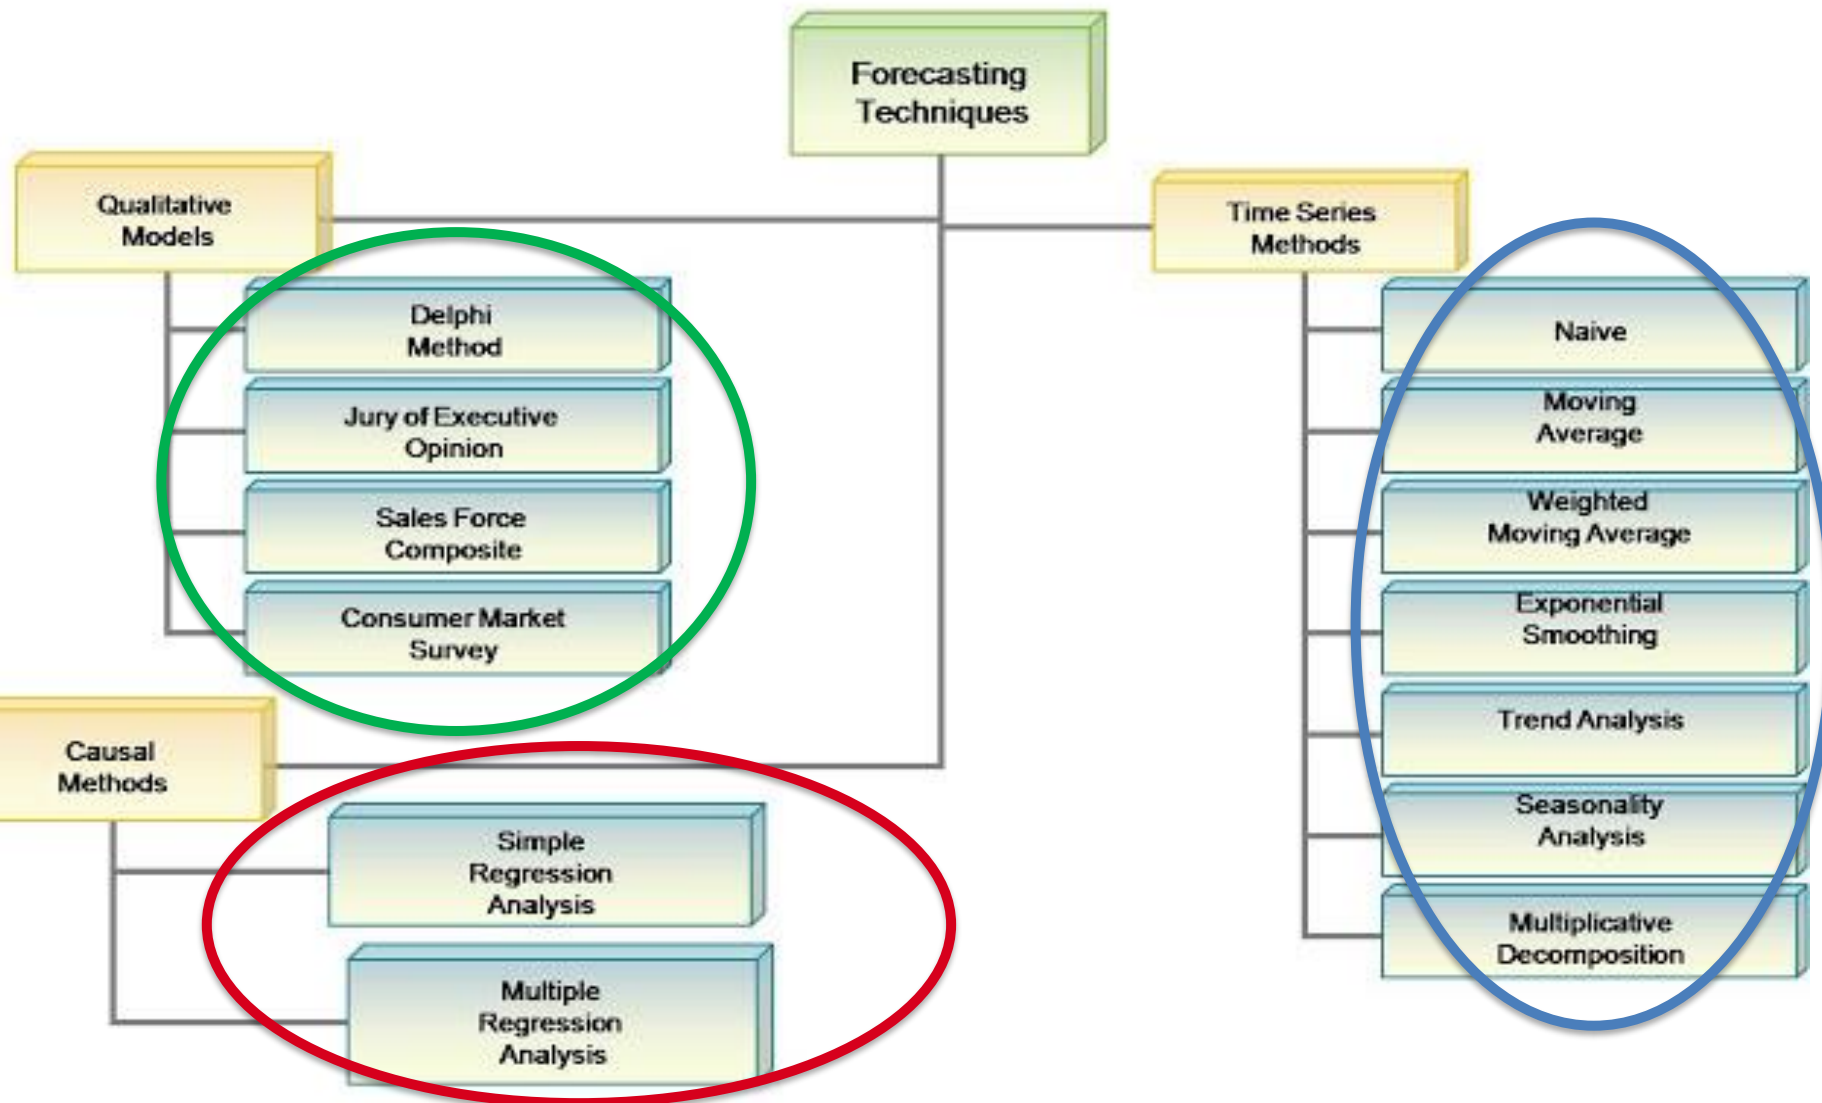 Forecasting
Techniques
Qualitative
Models
Delphi
Method
Jury of Executive
Opinion
Sales Force
Composite
Consumer Market
Survey
Causal
Methods
Simple
Regression
Analysis
Multiple
Regression
Analysis
Time Series
Methods
Naive
Moving
Average
Weighted
Moving Average
Exponential
Smoothing
Trend Analysis
Seasonality
Analysis
Multiplicative
Decomposition